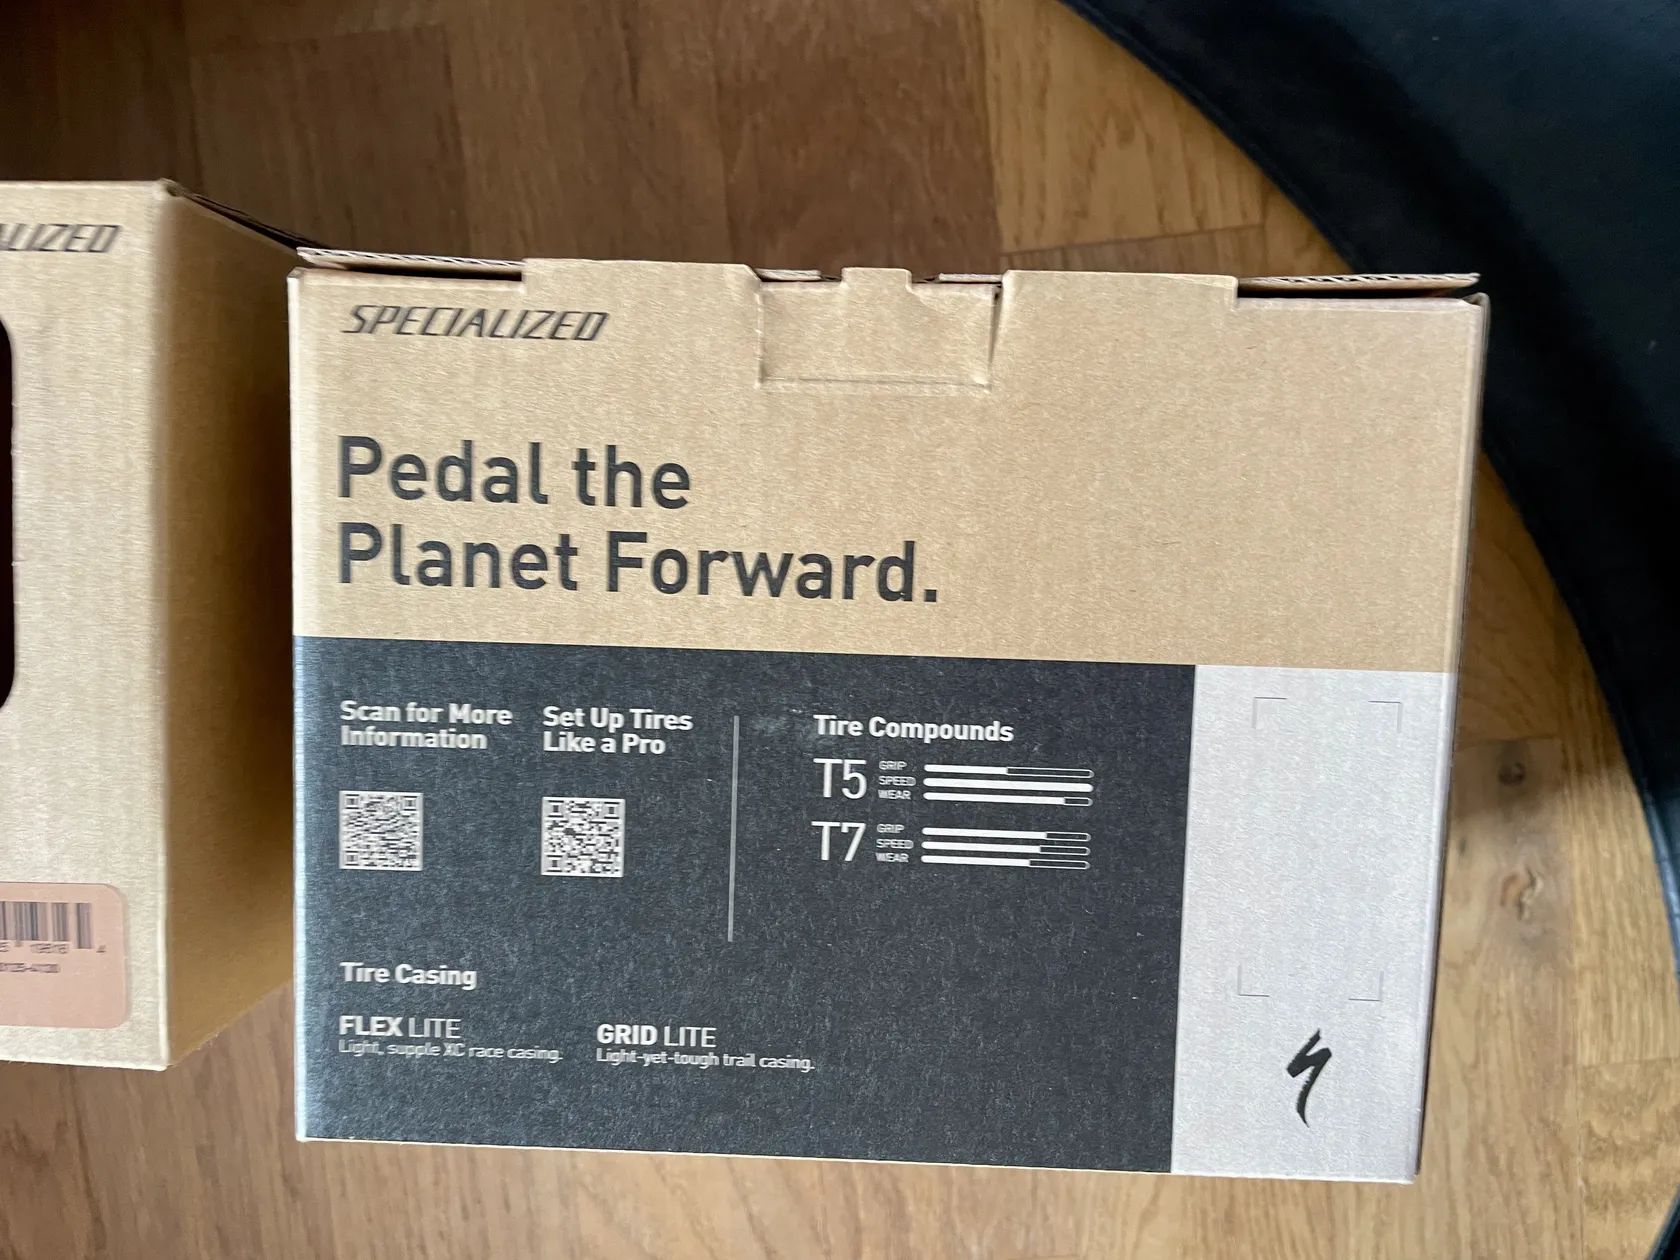 SPECIALIZED
Pedal the
Planet Forward.
Scan for More
Information
Set Up Tires
Like a Pro
Tire Compounds
T5
GRIP
SPEED
WEAR
T7
GRIP
SPEED
WEAR
Tire Casing
FLEX LITE
Light, supple XC race casing.
GRID LITE
Light-yet-tough trail casing.
LIZED
4